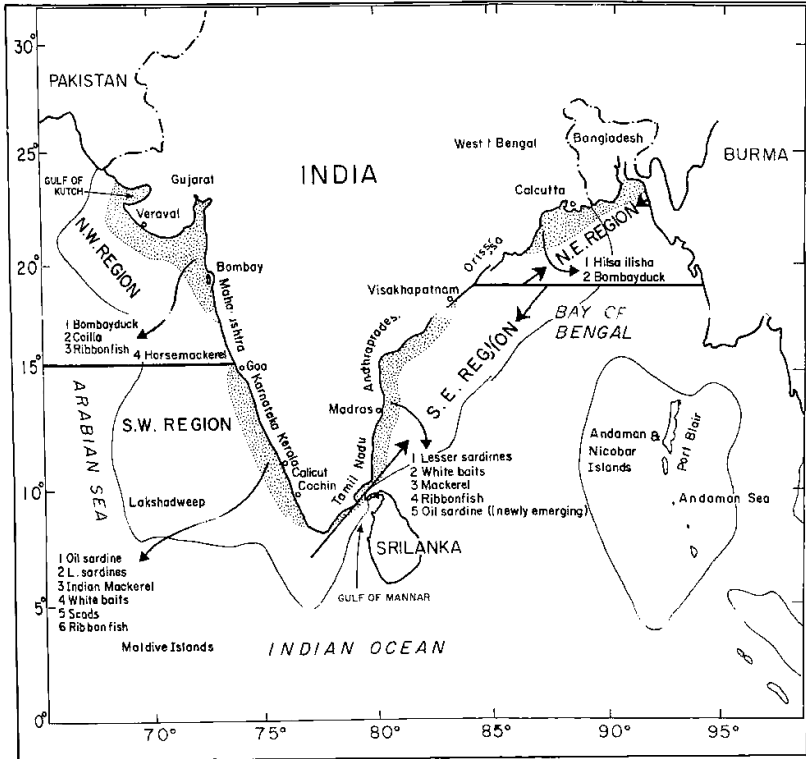 30°
25°
20°
15°
10°
5°
0°
70°
75°
80°
85°
90°
95°
PAKISTAN
INDIA
West Bengal
Bangladesh
BURMA
GULF OF
KUTCH
Gujarat
Veraval
Calcutta
N.W. REGION
Bombay
Maharashtra
Orissa
N.E. REGION
1 Hilsa ilisha
2 Bombayduck
Visakhapatnam
BAY OF
BENGAL
1 Bombayduck
2 Coilla
3 Ribbonfish
4 Horsemackerel
Goa
Andhraprades
S.E. REGION
ARABIAN SEA
S.W. REGION
Karnataka
Kerala
Madras
Calicut
Cochin
Tamil Nadu
1 Lesser sardirnes
2 White baits
3 Mackerel
4 Ribbonfish
5 Oil sardine ((newly emerging)
Andaman &
Nicobar
Islands
Port Blair
Andaman Sea
Lakshadweep
SRILANKA
GULF OF MANNAR
1 Oil sardine
2 L. sardines
3 Indian Mackerel
4 White baits
5 Scads
6 Ribbonfish
Maldive Islands
INDIAN OCEAN